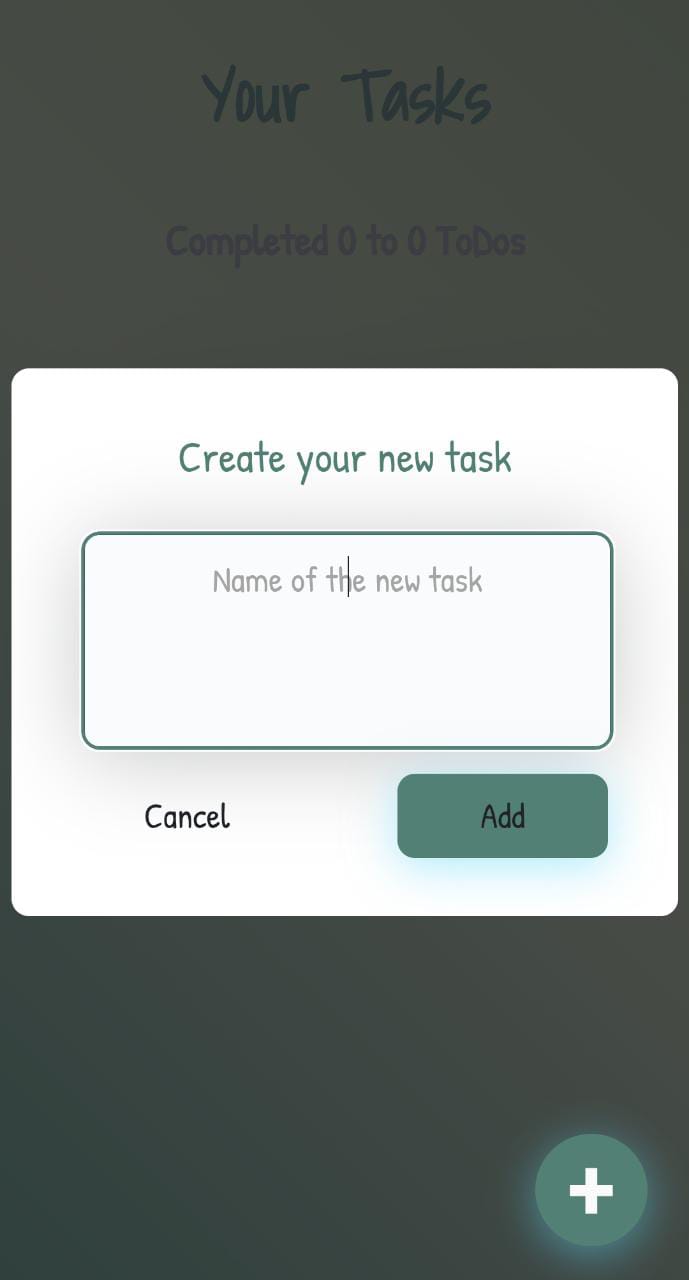 Your Tasks
Completed 0 to 0 ToDos
Create your new task
Name of the new task
Cancel
Add